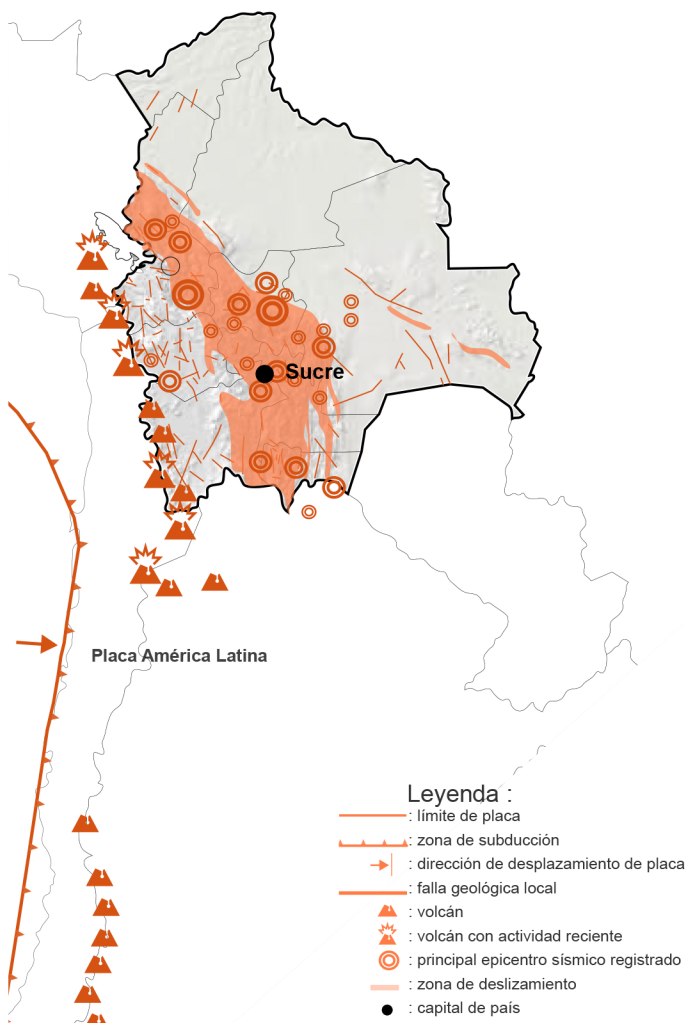 Sucre
Placa América Latina
Leyenda :
: límite de placa
: zona de subducción
: dirección de desplazamiento de placa
: falla geológica local
: volcán
: volcán con actividad reciente
: principal epicentro sísmico registrado
: zona de deslizamiento
: capital de país